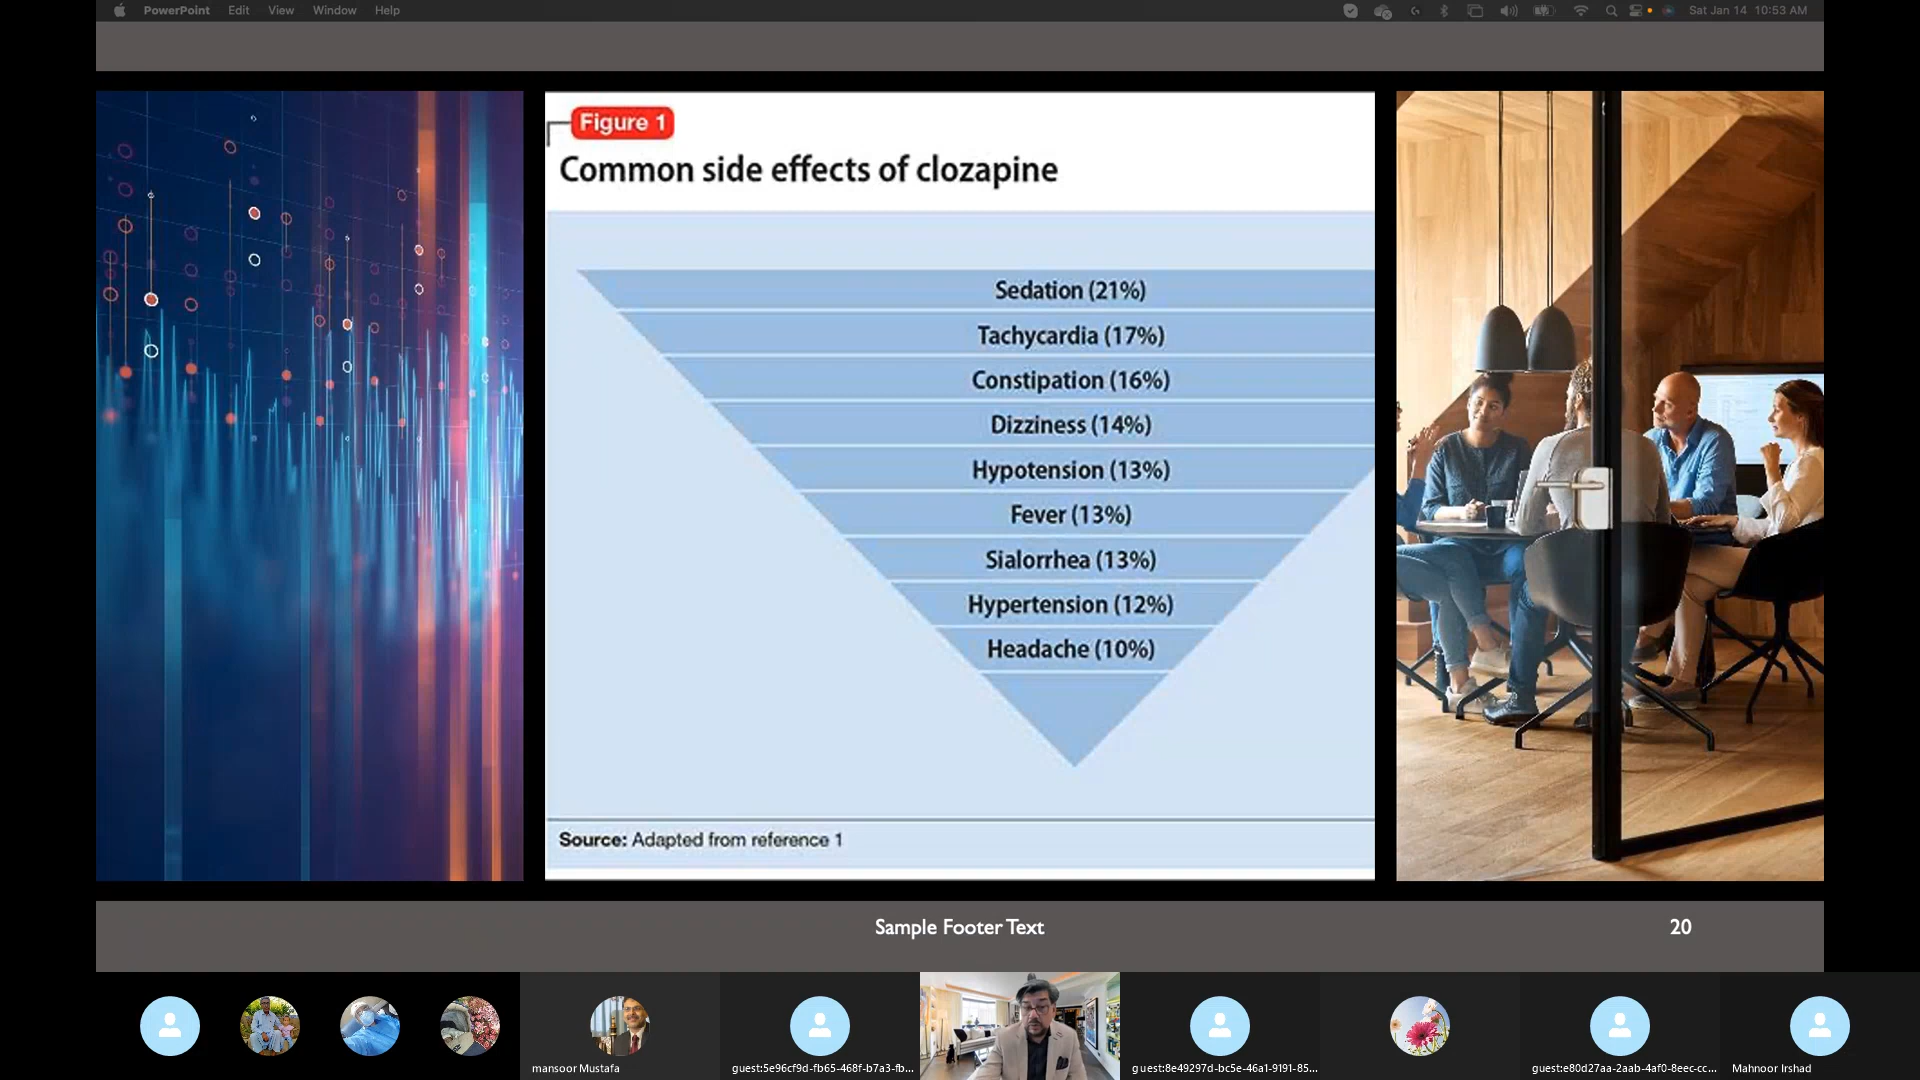 PowerPoint Edit View Window Help
Sat Jan 14 10:53 AM
Figure 1
Common side effects of clozapine
Sedation (21%)
Tachycardia (17%)
Constipation (16%)
Dizziness (14%)
Hypotension (13%)
Fever (13%)
Sialorrhea (13%)
Hypertension (12%)
Headache (10%)
Source: Adapted from reference 1
Sample Footer Text
20
mansoor Mustafa
guest:5e96cf9d-fb65-468f-b7a3-fb...
guest:8e49297d-bc5e-46a1-9191-85...
guest:e80d27aa-2aab-4af0-8eec-cc...
Mahnoor Irshad